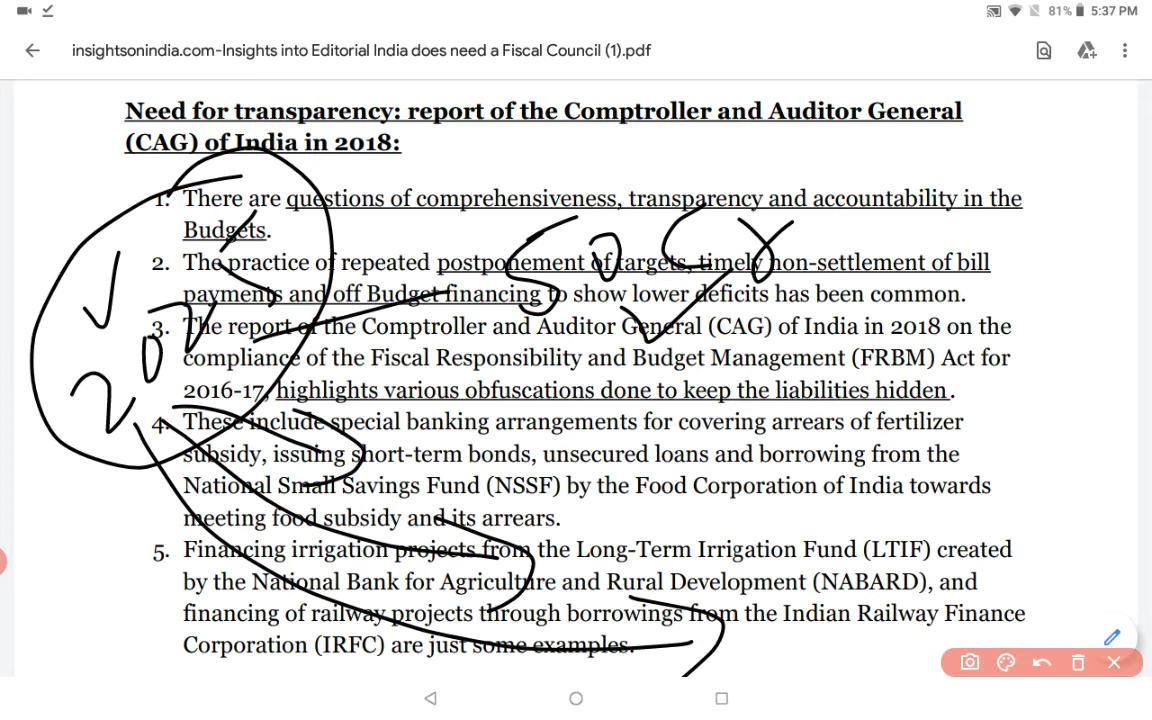 81% 5:37 PM
insightsonindia.com-Insights into Editorial India does need a Fiscal Council (1).pdf
Need for transparency: report of the Comptroller and Auditor General
(CAG) of India in 2018:
1. There are questions of comprehensiveness, transparency and accountability in the
Budgets.
2. The practice of repeated postponement of targets, timely non-settlement of bill
payments and off Budget financing to show lower deficits has been common.
3. The report of the Comptroller and Auditor General (CAG) of India in 2018 on the
compliance of the Fiscal Responsibility and Budget Management (FRBM) Act for
2016-17, highlights various obfuscations done to keep the liabilities hidden.
4. These include special banking arrangements for covering arrears of fertilizer
subsidy, issuing short-term bonds, unsecured loans and borrowing from the
National Small Savings Fund (NSSF) by the Food Corporation of India towards
meeting food subsidy and its arrears.
5. Financing irrigation projects from the Long-Term Irrigation Fund (LTIF) created
by the National Bank for Agriculture and Rural Development (NABARD), and
financing of railway projects through borrowings from the Indian Railway Finance
Corporation (IRFC) are just some examples.